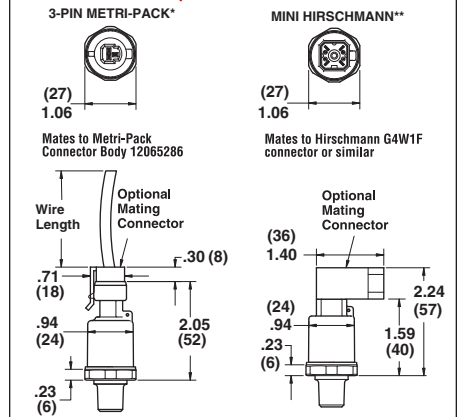 3-PIN METRI-PACK*
(27)
1.06
Mates to Metri-Pack
Connector Body 12065286
Wire
Length
Optional
Mating
Connector
.30 (8)
.71
(18)
.94
(24)
2.05
(52)
.23
(6)
MINI HIRSCHMANN**
(27)
1.06
Mates to Hirschmann G4W1F
connector or similar
Optional
Mating
Connector
(36)
1.40
(24)
.94
2.24
(57)
1.59
(40)
.23
(6)